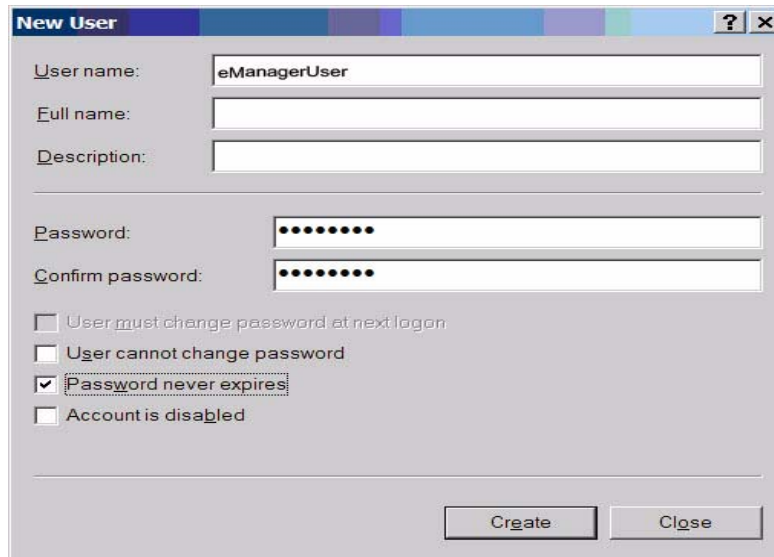 New User
User name: eManagerUser
Full name:
Description:
Password: ●●●●●●●●
Confirm password: ●●●●●●●●
User must change password at next logon
User cannot change password
Password never expires
Account is disabled
Create Close